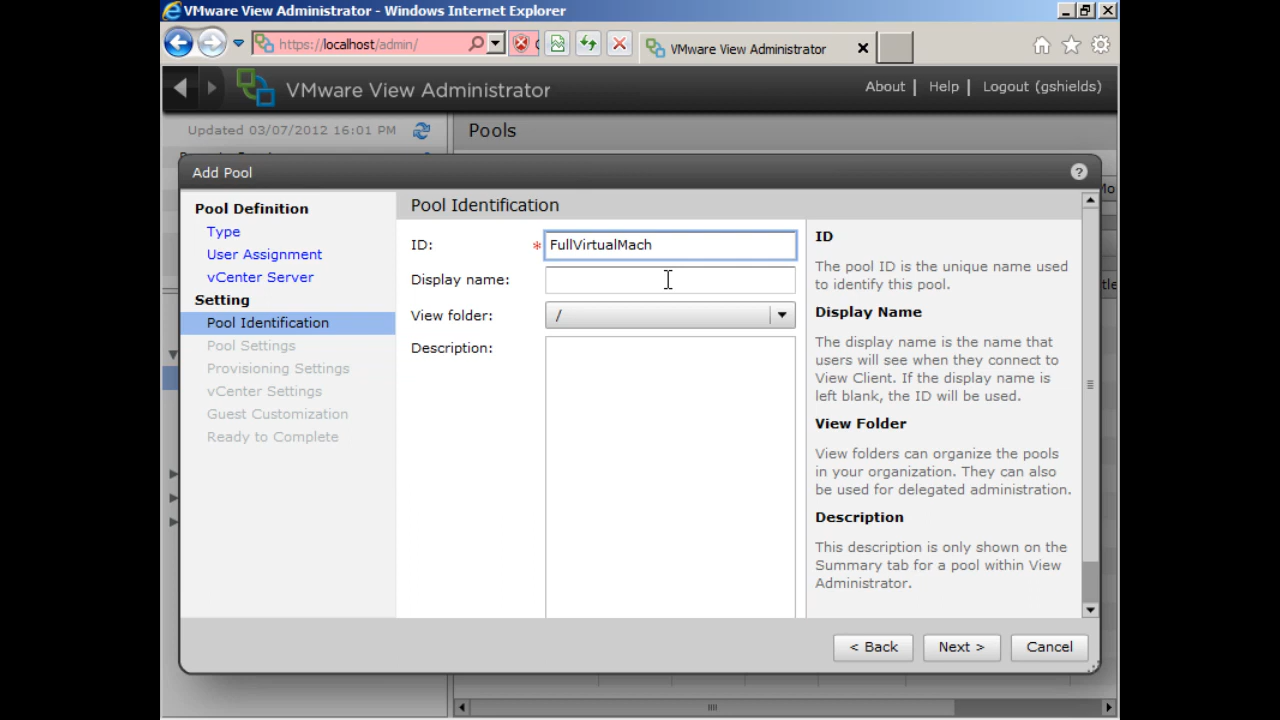 VMware View Administrator - Windows Internet Explorer
https://localhost/admin/
VMware View Administrator
VMware View Administrator
About | Help | Logout (gshields)
Updated 03/07/2012 16:01 PM
Pools
Add Pool
Pool Definition
Type
User Assignment
vCenter Server
Setting
Pool Identification
Pool Settings
Provisioning Settings
vCenter Settings
Guest Customization
Ready to Complete
Pool Identification
ID: * FullVirtualMach
Display name:
View folder: /
Description:
ID
The pool ID is the unique name used
to identify this pool.
Display Name
The display name is the name that
users will see when they connect to
View Client. If the display name is
left blank, the ID will be used.
View Folder
View folders can organize the pools
in your organization. They can also
be used for delegated administration.
Description
This description is only shown on the
Summary tab for a pool within View
Administrator.
< Back
Next >
Cancel